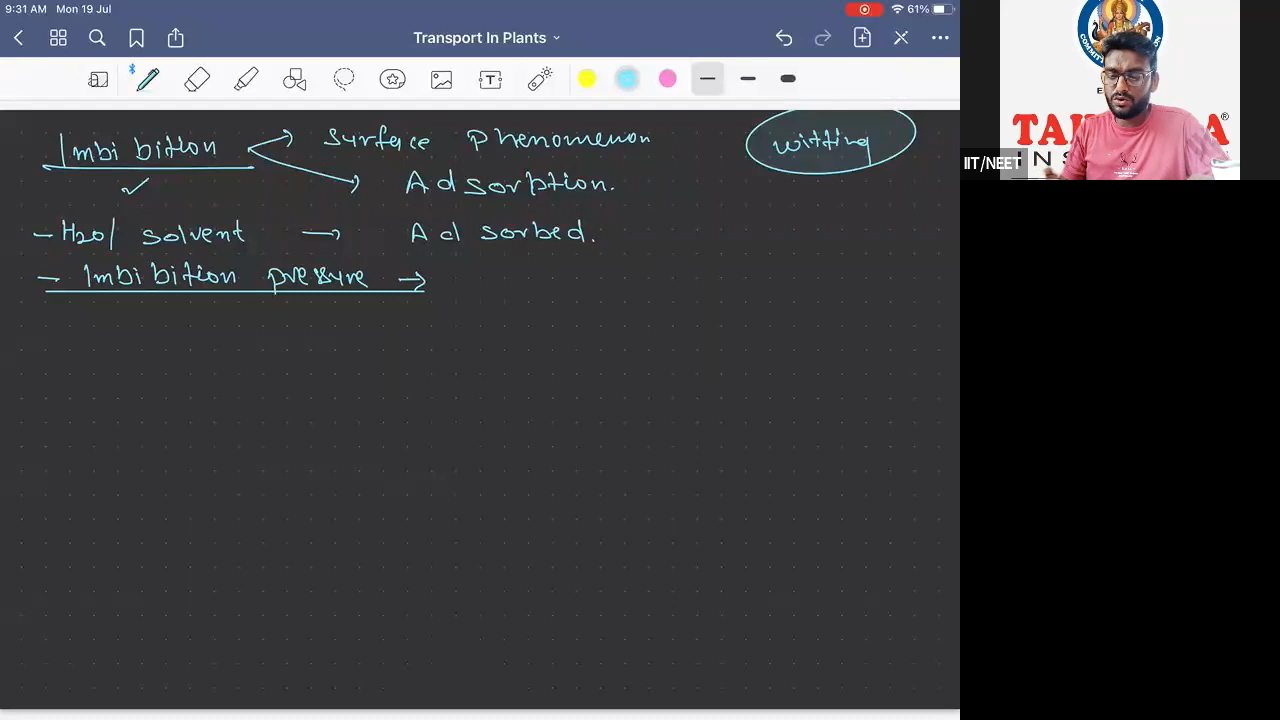 9:31 AM Mon 19 Jul
61%
Transport In Plants
Imbibition
Surface Phenomenon
Adsorption.
witting
- H2O/ solvent → Adsorbed.
- Imbibition pressure →
IIT/NEET